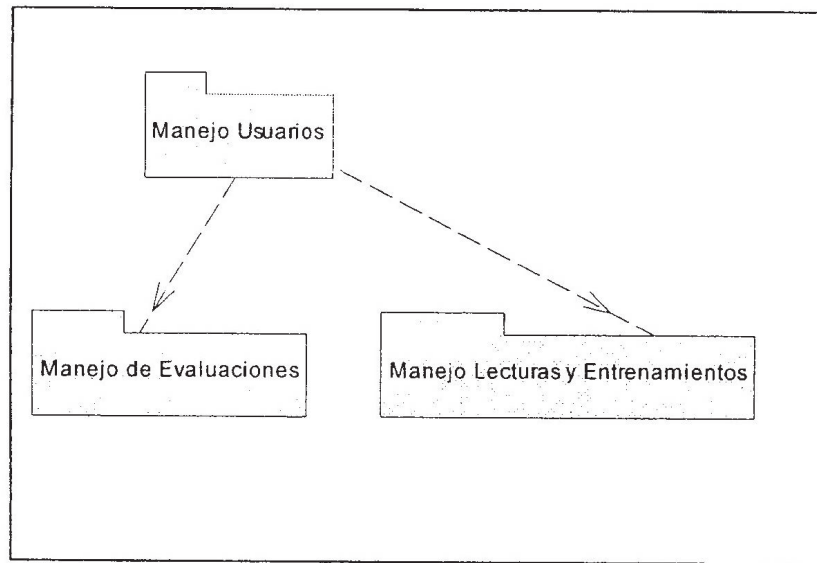 Manejo Usuarios
Manejo de Evaluaciones
Manejo Lecturas y Entrenamientos